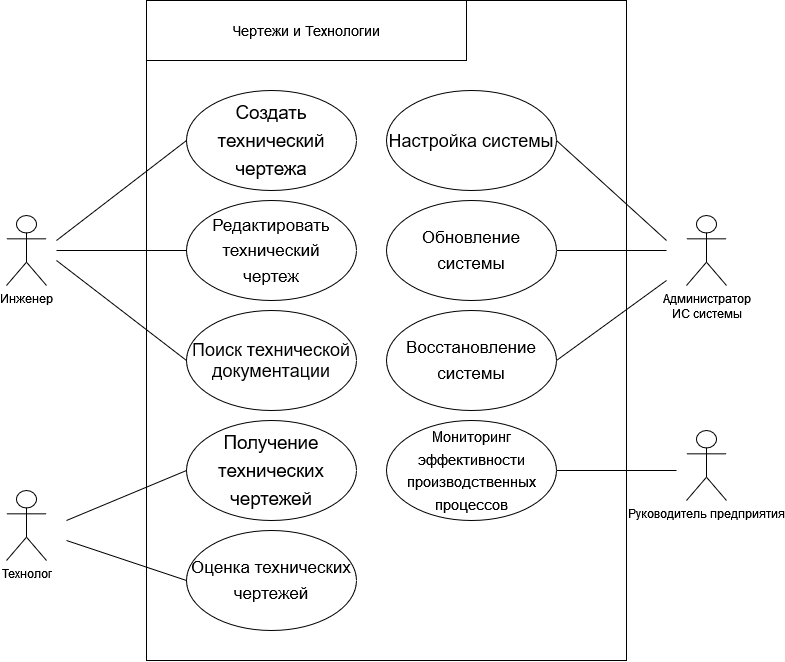 Чертежи и Технологии
Создать
технический
чертежа
Настройка системы
Редактировать
технический
чертеж
Обновление
системы
Инженер
Администратор
ИС системы
Поиск технической
документации
Восстановление
системы
Получение
технических
чертежей
Мониторинг
эффективности
производственных
процессов
Руководитель предприятия
Технолог
Оценка технических
чертежей